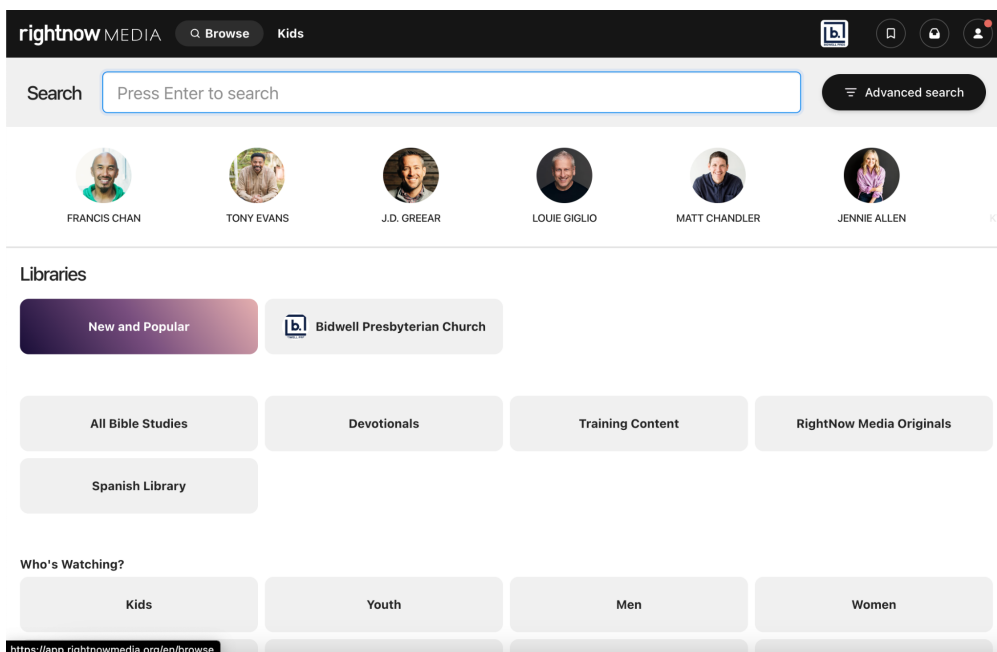 rightnow MEDIA Browse Kids b.
Search Press Enter to search Advanced search
FRANCIS CHAN TONY EVANS J.D. GREEAR LOUIE GIGLIO MATT CHANDLER JENNIE ALLEN K
Libraries
New and Popular b. Bidwell Presbyterian Church
All Bible Studies Devotionals Training Content RightNow Media Originals
Spanish Library
Who's Watching?
Kids Youth Men Women
https://app.rightnowmedia.org/en/browse